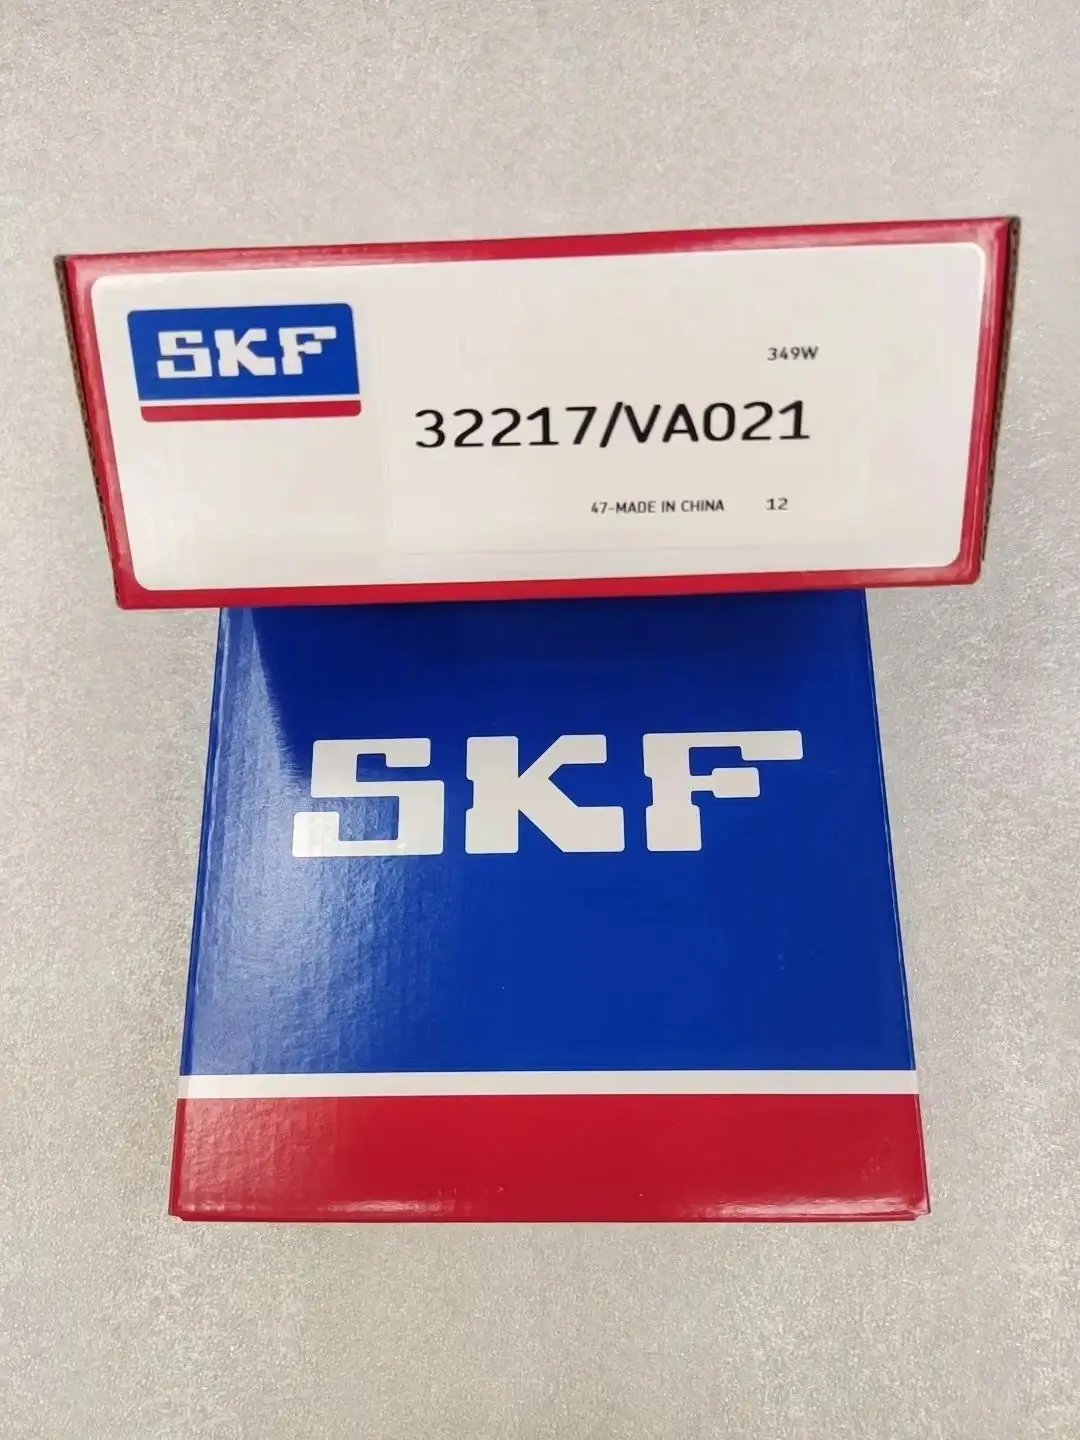 SKF
349W
32217/VA021
47-MADE IN CHINA 12
SKF